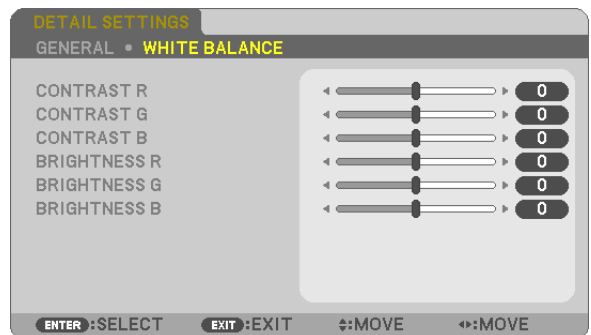 DETAIL SETTINGS
GENERAL • WHITE BALANCE
CONTRAST R 0
CONTRAST G 0
CONTRAST B 0
BRIGHTNESS R 0
BRIGHTNESS G 0
BRIGHTNESS B 0
ENTER :SELECT EXIT :EXIT :MOVE :MOVE